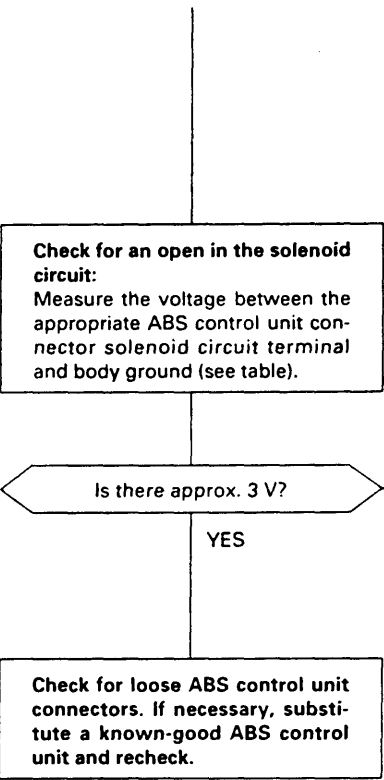 Check for an open in the solenoid
circuit:
Measure the voltage between the
appropriate ABS control unit con-
nector solenoid circuit terminal
and body ground (see table).
Is there approx. 3 V?
YES
Check for loose ABS control unit
connectors. If necessary, substi-
tute a known-good ABS control
unit and recheck.